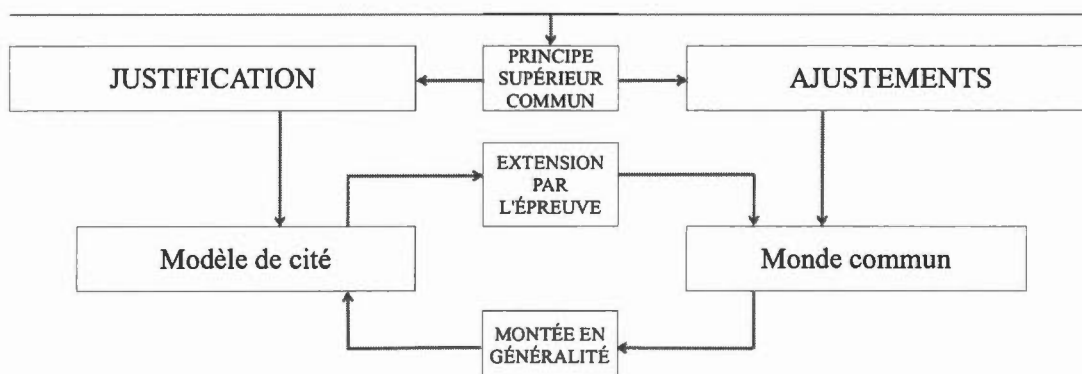 JUSTIFICATION
PRINCIPE
SUPÉRIEUR
COMMUN
AJUSTEMENTS
EXTENSION
PAR
L'ÉPREUVE
Modèle de cité
Monde commun
MONTÉE EN
GÉNÉRALITÉ